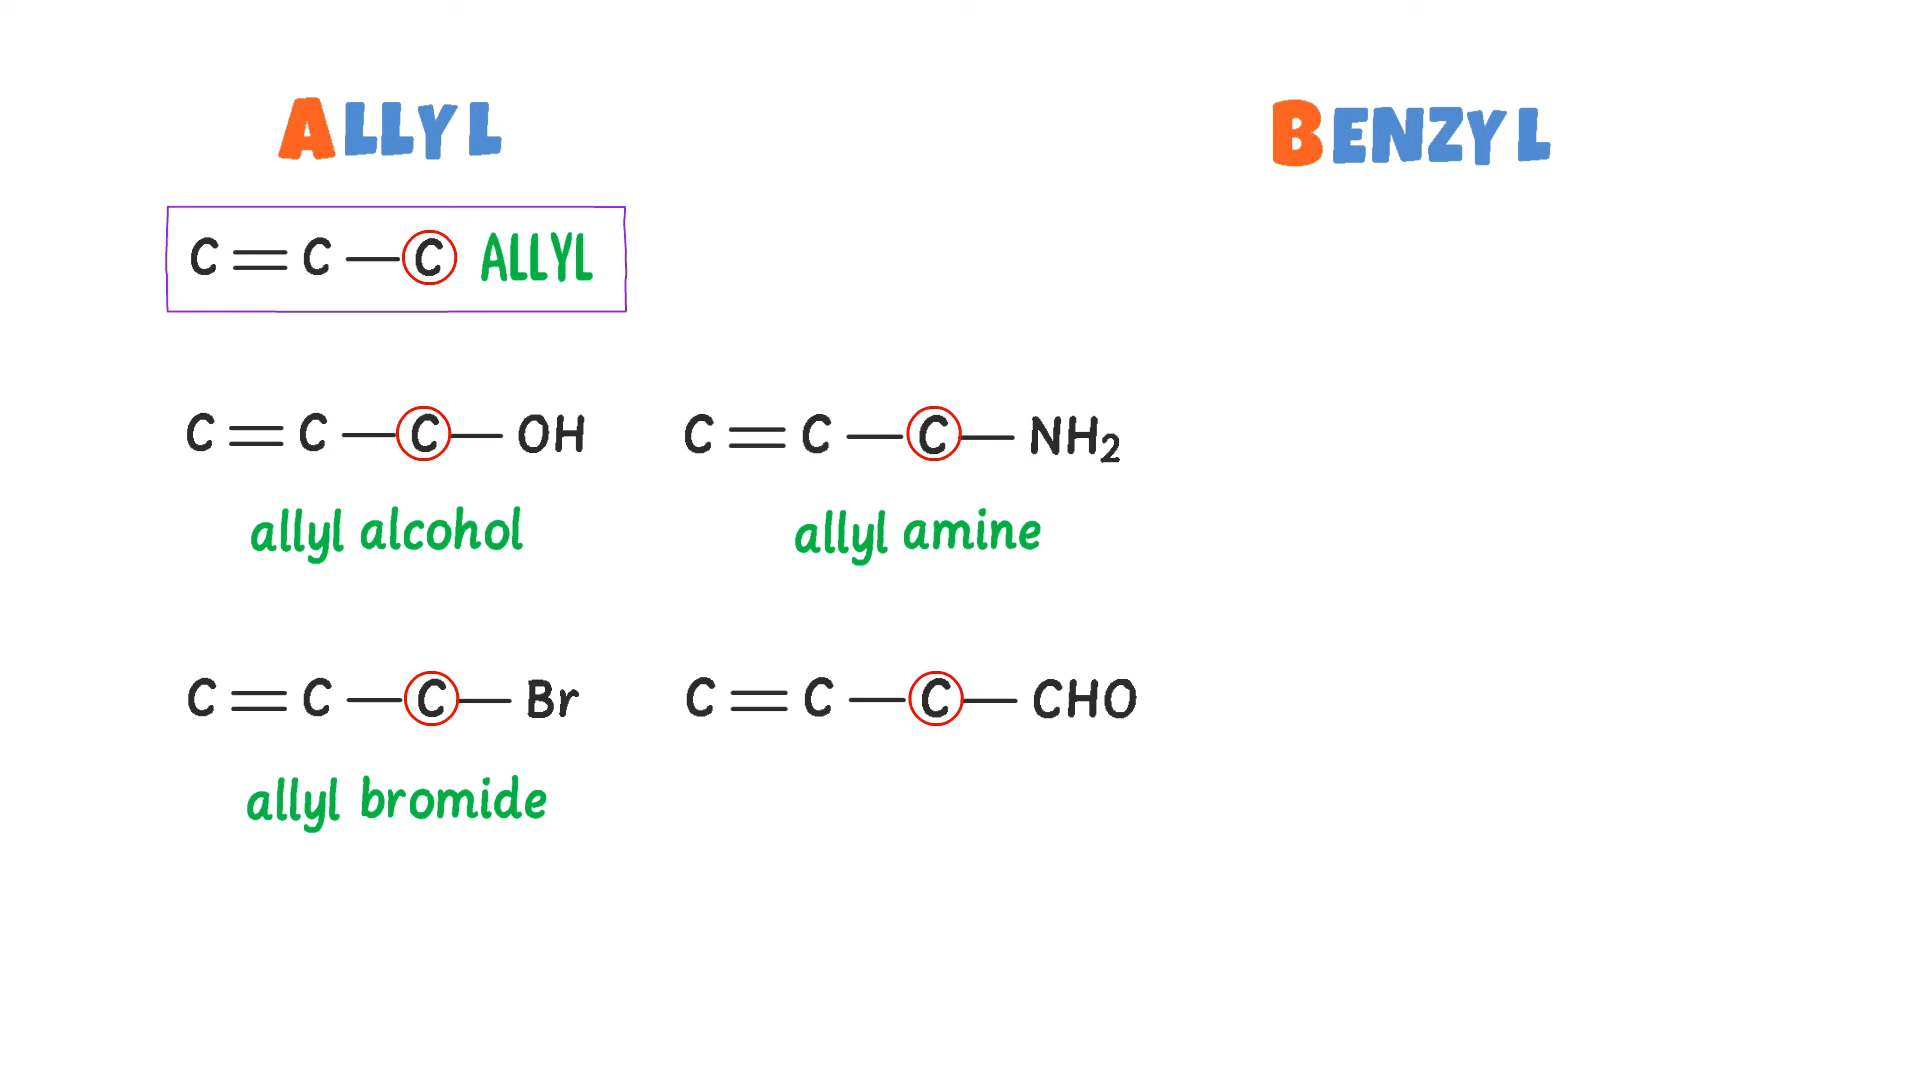 ALLYL
BENZYL
C=C—C ALLYL
C=C—C—OH
C=C—C—NH₂
allyl alcohol
allyl amine
C=C—C—Br
C=C—C—CHO
allyl bromide